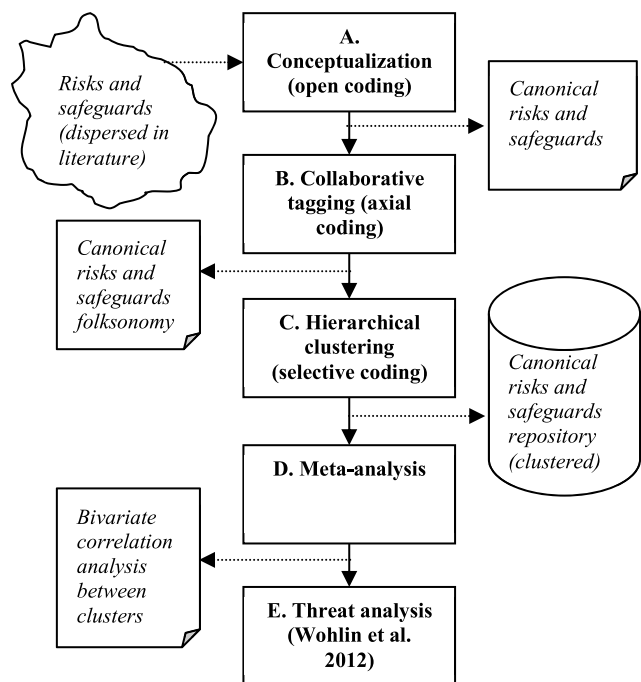 A.
Conceptualization
(open coding)
Risks and
safeguards
(dispersed in
literature)
Canonical
risks and
safeguards
B. Collaborative
tagging (axial
coding)
Canonical
risks and
safeguards
folksonomy
C. Hierarchical
clustering
(selective coding)
Canonical
risks and
safeguards
repository
(clustered)
D. Meta-analysis
Bivariate
correlation
analysis
between
clusters
E. Threat analysis
(Wohlin et al.
2012)